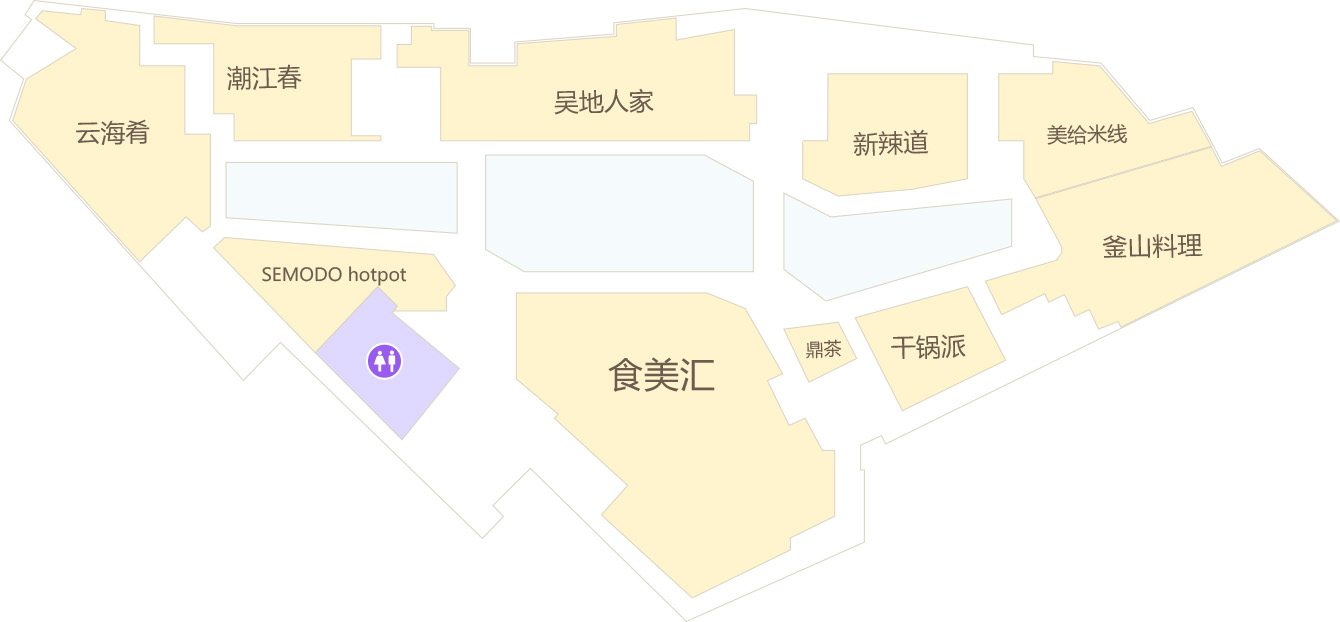 潮江春
吴地人家
云海肴
新辣道
美给米线
釜山料理
SEMODO hotpot
鼎茶
干锅派
食美汇